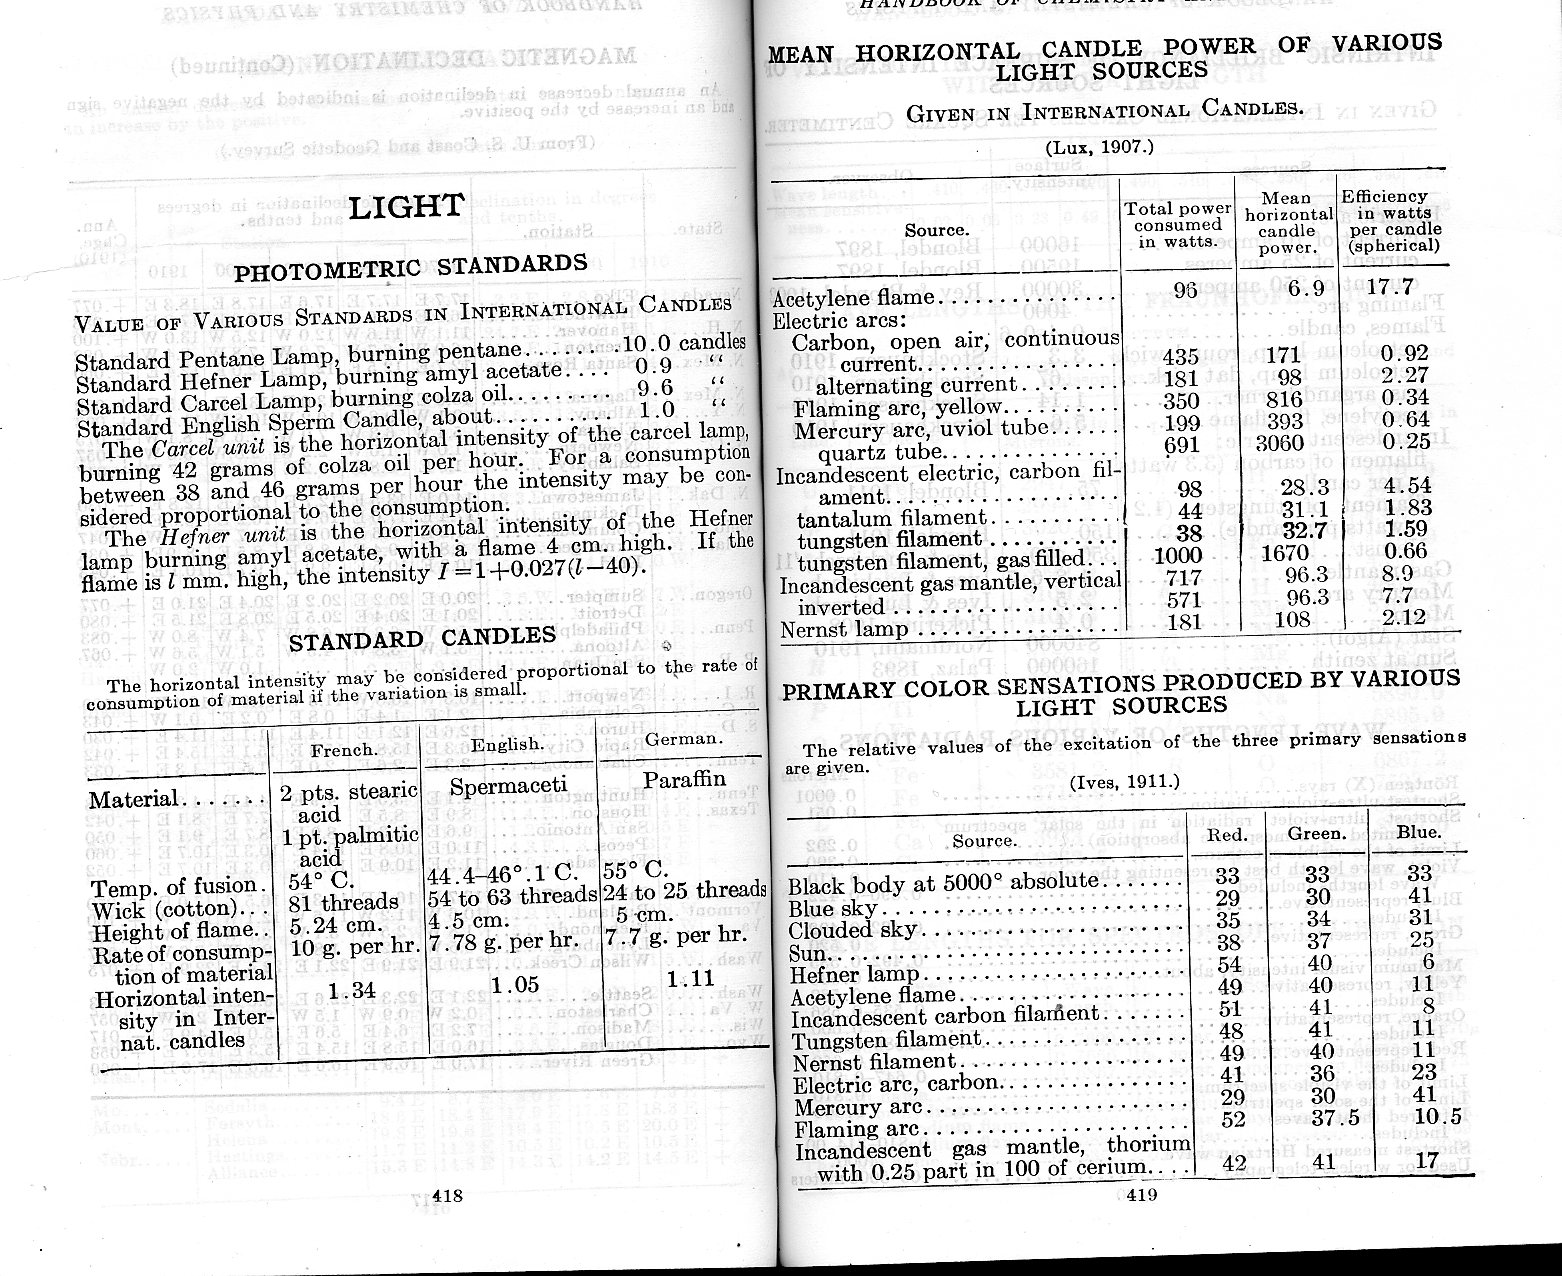 LIGHT
PHOTOMETRIC STANDARDS
VALUE OF VARIOUS STANDARDS IN INTERNATIONAL CANDLES
Standard Pentane Lamp, burning pentane........10.0 candles
Standard Hefner Lamp, burning amyl acetate.... 0.9 “
Standard Carcel Lamp, burning colza oil......... 9.6 “
Standard English Sperm Candle, about.......... 1.0 “
The Carcel unit is the horizontal intensity of the carcel lamp,
burning 42 grams of colza oil per hour. For a consumption
between 38 and 46 grams per hour the intensity may be con-
sidered proportional to the consumption.
The Hefner unit is the horizontal intensity of the Hefner
lamp burning amyl acetate, with a flame 4 cm. high. If the
flame is l mm. high, the intensity I=1+0.027(l—40).
STANDARD CANDLES
The horizontal intensity may be considered proportional to the rate of
consumption of material if the variation is small.
French. English. German.
Material....... 2 pts. stearic Spermaceti Paraffin
acid
1 pt. palmitic
acid
Temp. of fusion. 54° C. 44.4–46°.1 C. 55° C.
Wick (cotton)... 81 threads 54 to 63 threads 24 to 25 threads
Height of flame.. 5.24 cm. 4.5 cm. 5 cm.
Rate of consump- 10 g. per hr. 7.78 g. per hr. 7.7 g. per hr.
tion of material
Horizontal inten- 1.34 1.05 1.11
sity in Inter-
nat. candles
418
MEAN HORIZONTAL CANDLE POWER OF VARIOUS
LIGHT SOURCES
GIVEN IN INTERNATIONAL CANDLES.
(Lux, 1907.)
Source. Total power consumed in watts. Mean horizontal candle power. Efficiency in watts per candle (spherical)
Acetylene flame.............. 96 6.9 17.7
Electric arcs:
Carbon, open air, continuous
current................. 435 171 0.92
alternating current........ 181 98 2.27
Flaming arc, yellow.......... 350 816 0.34
Mercury arc, uviol tube...... 199 393 0.64
quartz tube............... 691 3060 0.25
Incandescent electric, carbon fil-
ament.................... 98 28.3 4.54
tantalum filament.......... 44 31.1 1.83
tungsten filament.......... 38 32.7 1.59
tungsten filament, gas filled... 1000 1670 0.66
Incandescent gas mantle, vertical 717 96.3 8.9
inverted................... 571 96.3 7.7
Nernst lamp................. 181 108 2.12
PRIMARY COLOR SENSATIONS PRODUCED BY VARIOUS
LIGHT SOURCES
The relative values of the excitation of the three primary sensations
are given.
(Ives, 1911.)
Source. Red. Green. Blue.
Black body at 5000° absolute....... 33 33 33
Blue sky........................ 29 30 41
Clouded sky..................... 35 34 31
Sun............................ 38 37 25
Hefner lamp.................... 54 40 6
Acetylene flame.................. 49 40 11
Incandescent carbon filament....... 51 41 8
Tungsten filament................ 48 41 11
Nernst filament.................. 49 40 11
Electric arc, carbon................ 41 36 23
Mercury arc..................... 29 30 41
Flaming arc..................... 52 37.5 10.5
Incandescent gas mantle, thorium
with 0.25 part in 100 of cerium.... 42 41 17
419